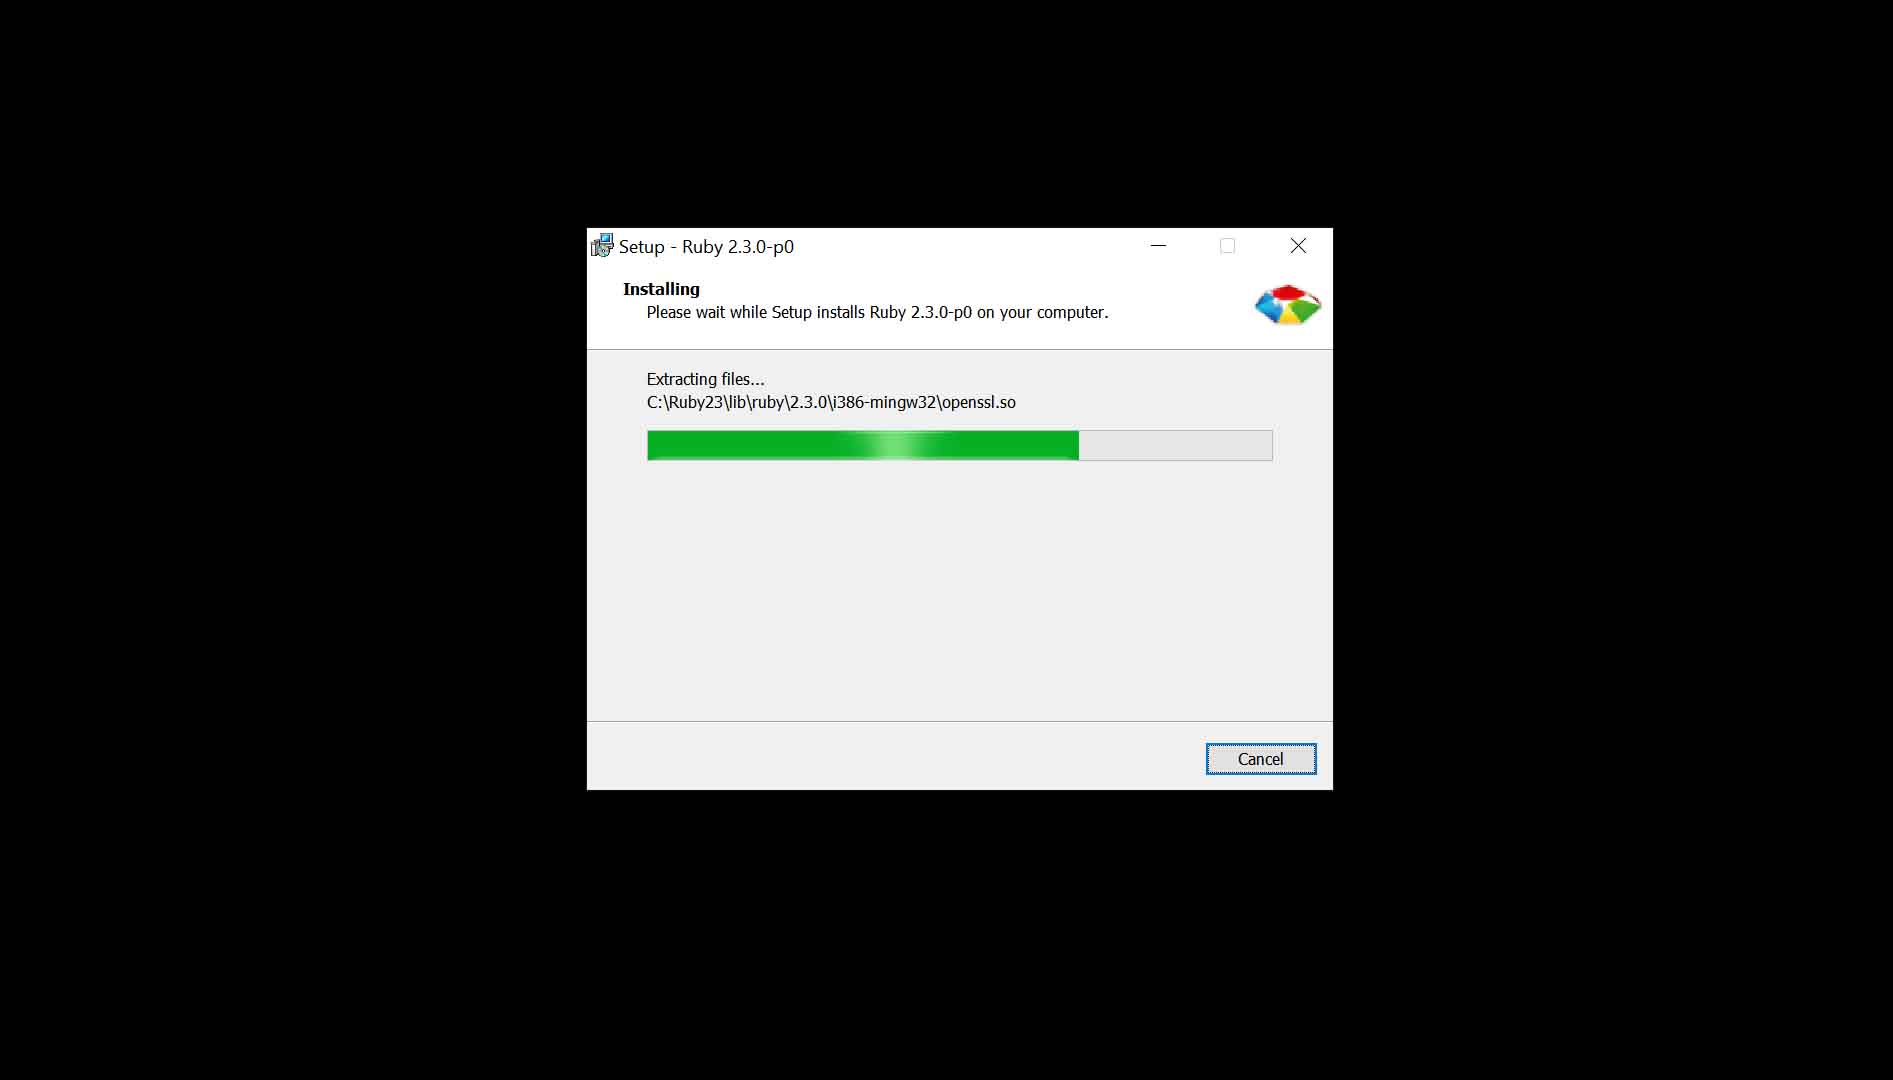 Setup - Ruby 2.3.0-p0
Installing
Please wait while Setup installs Ruby 2.3.0-p0 on your computer.
Extracting files...
C:\Ruby23\lib\ruby\2.3.0\i386-mingw32\openssl.so
Cancel